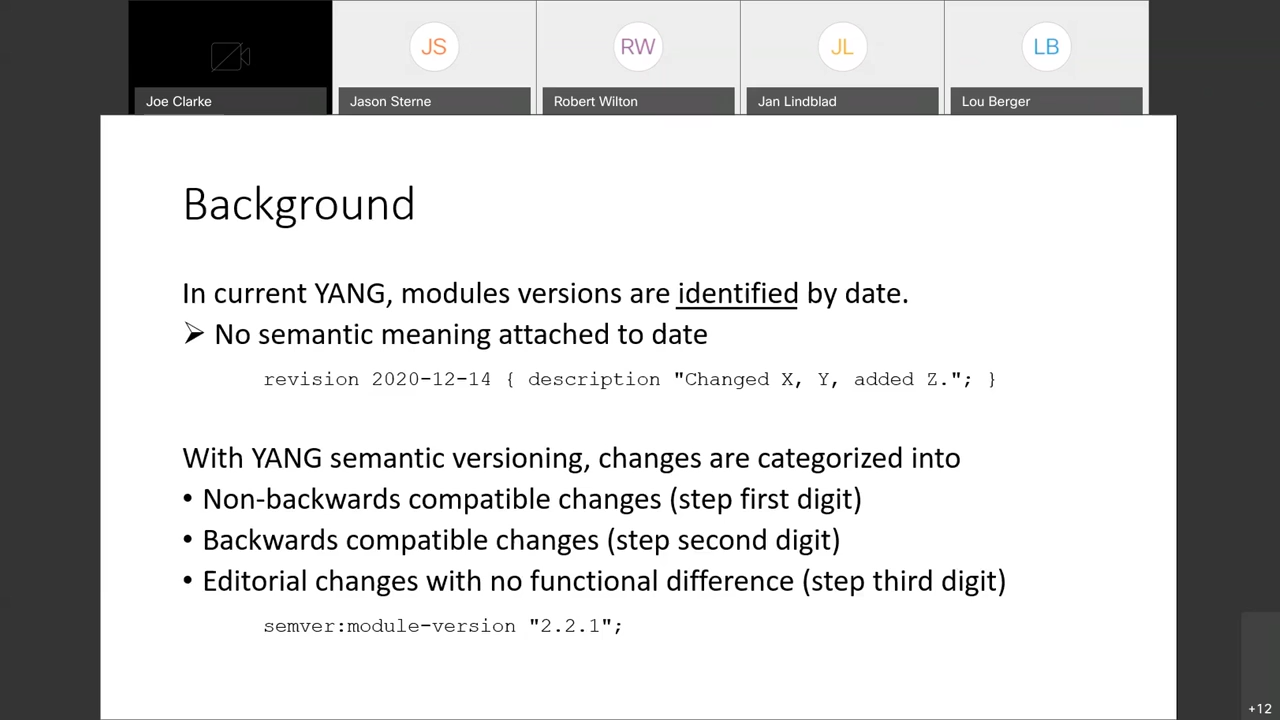 JS
RW
JL
LB
Joe Clarke
Jason Sterne
Robert Wilton
Jan Lindblad
Lou Berger
Background
In current YANG, modules versions are identified by date.
➢ No semantic meaning attached to date
revision 2020-12-14 { description "Changed X, Y, added Z."; }
With YANG semantic versioning, changes are categorized into
• Non-backwards compatible changes (step first digit)
• Backwards compatible changes (step second digit)
• Editorial changes with no functional difference (step third digit)
semver:module-version "2.2.1";
+12